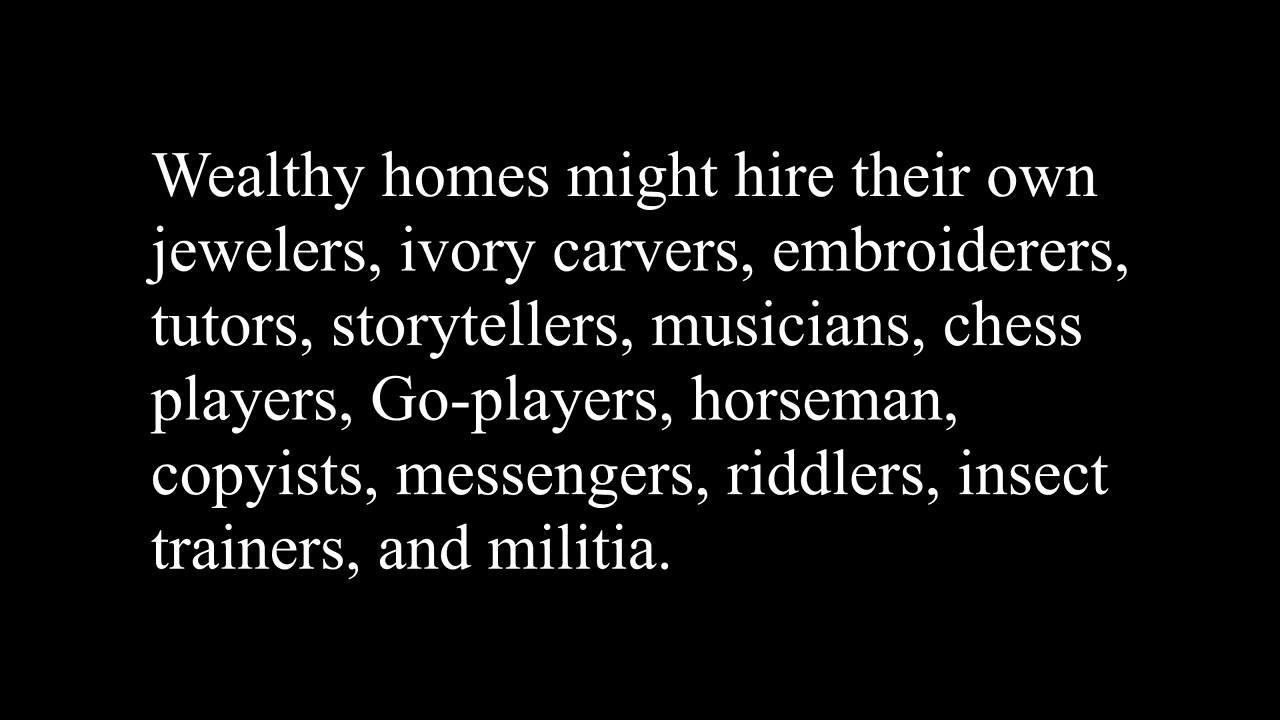 Wealthy homes might hire their own
jewelers, ivory carvers, embroiderers,
tutors, storytellers, musicians, chess
players, Go-players, horseman,
copyists, messengers, riddlers, insect
trainers, and militia.